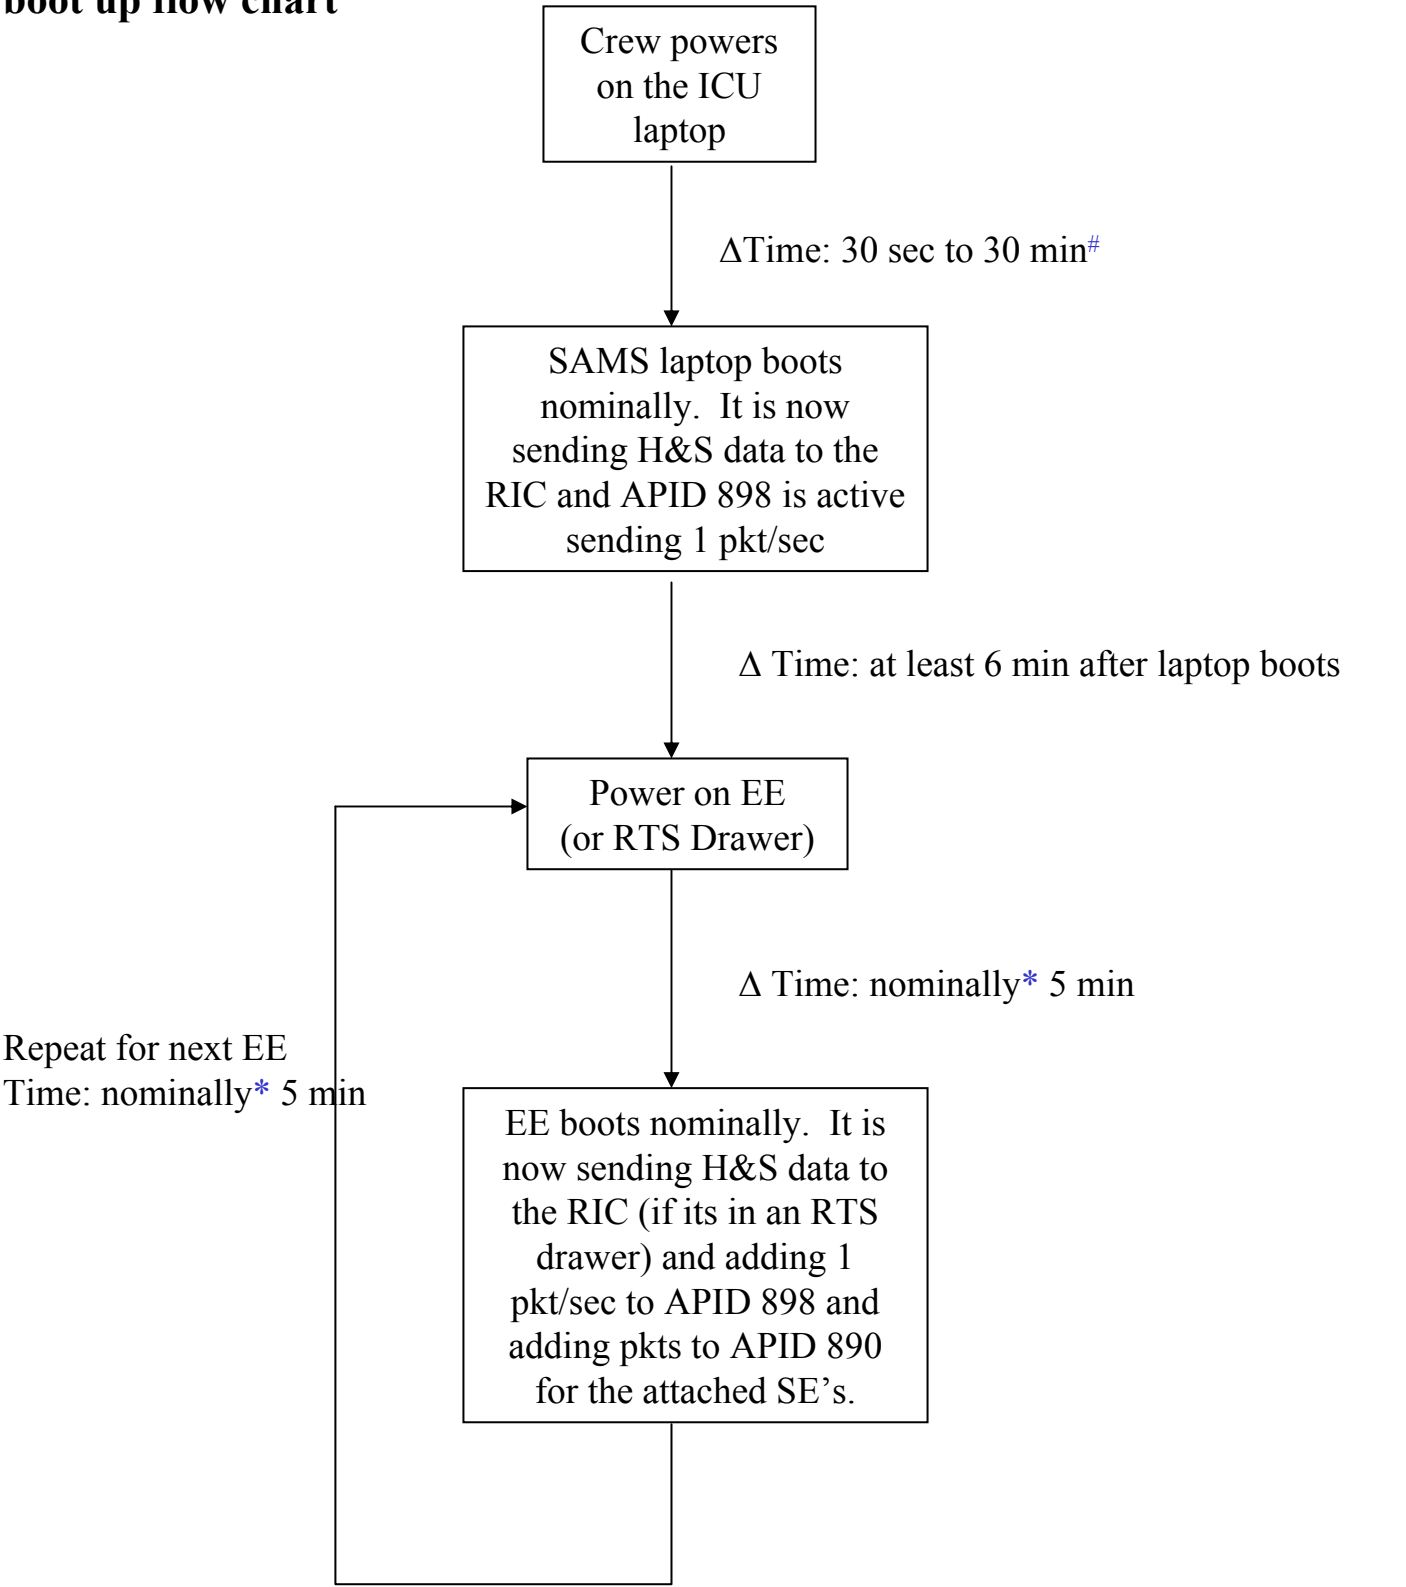 boot up flow chart
Crew powers
on the ICU
laptop
ΔTime: 30 sec to 30 min#
SAMS laptop boots
nominally.  It is now
sending H&S data to the
RIC and APID 898 is active
sending 1 pkt/sec
Δ Time: at least 6 min after laptop boots
Power on EE
(or RTS Drawer)
Δ Time: nominally* 5 min
Repeat for next EE
Time: nominally* 5 min
EE boots nominally.  It is
now sending H&S data to
the RIC (if its in an RTS
drawer) and adding 1
pkt/sec to APID 898 and
adding pkts to APID 890
for the attached SE’s.